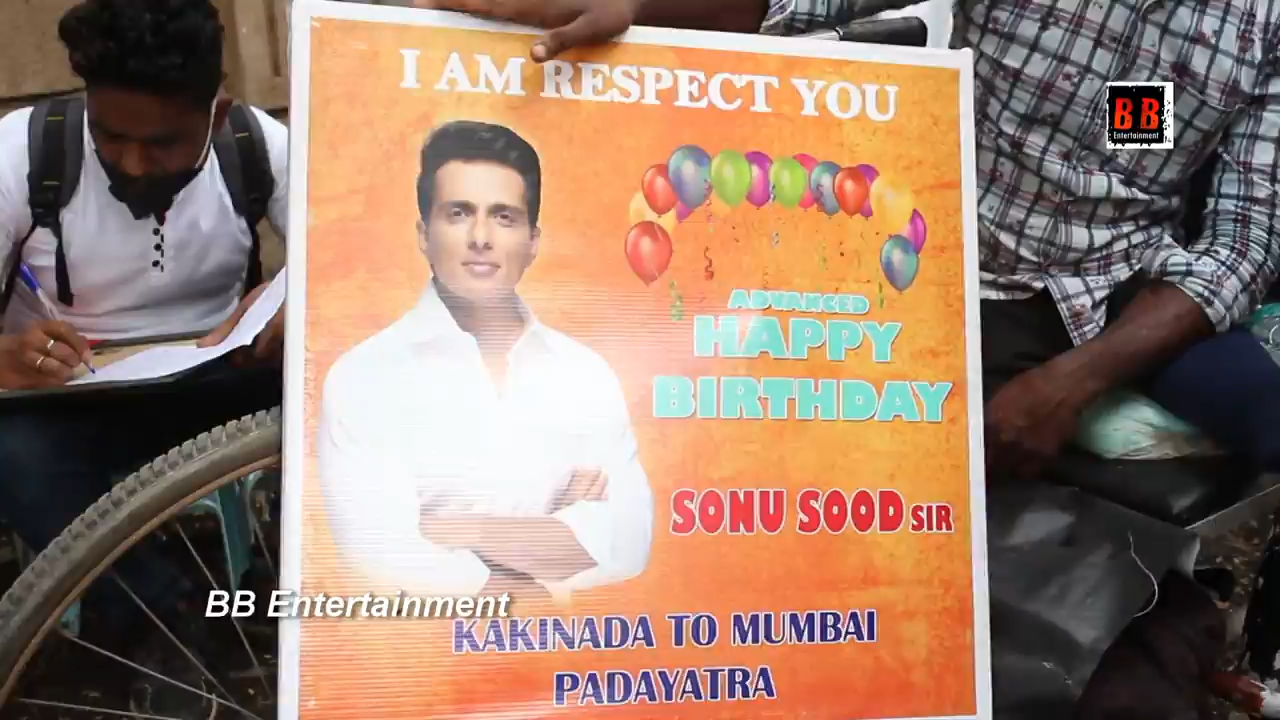 I AM RESPECT YOU
BB
Entertainment
ADVANCED
HAPPY
BIRTHDAY
SONU SOOD SIR
BB Entertainment
KAKINADA TO MUMBAI
PADAYATRA